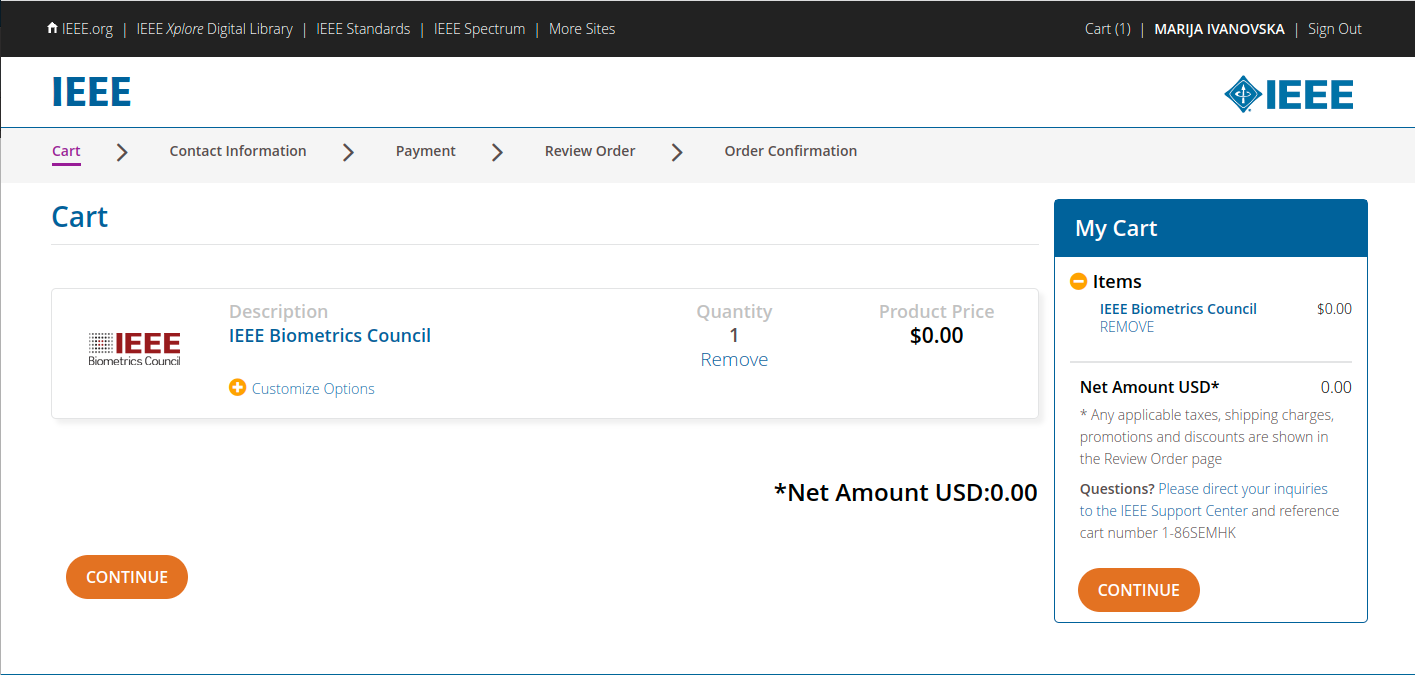 IEEE.org | IEEE Xplore Digital Library | IEEE Standards | IEEE Spectrum | More Sites
Cart (1) | MARIJA IVANOVSKA | Sign Out
IEEE
IEEE
Cart
Contact Information
Payment
Review Order
Order Confirmation
Cart
IEEE
Biometrics Council
Description
IEEE Biometrics Council
Customize Options
Quantity
1
Remove
Product Price
$0.00
*Net Amount USD:0.00
CONTINUE
My Cart
Items
IEEE Biometrics Council $0.00
REMOVE
Net Amount USD* 0.00
* Any applicable taxes, shipping charges,
promotions and discounts are shown in
the Review Order page
Questions? Please direct your inquiries
to the IEEE Support Center and reference
cart number 1-86SEMHK
CONTINUE